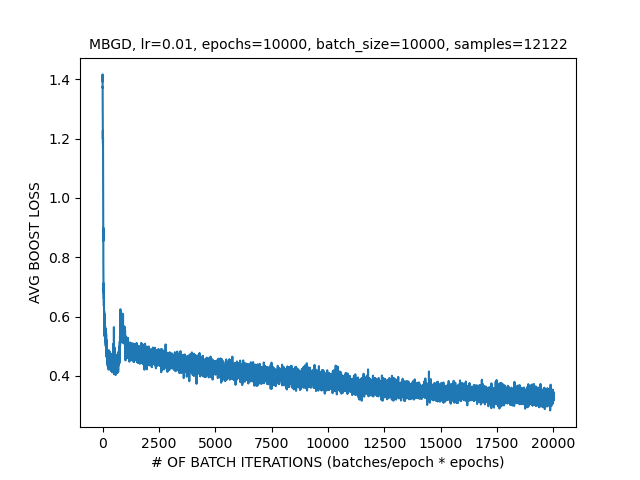 MBGD, lr=0.01, epochs=10000, batch_size=10000, samples=12122
1.4
1.2
1.0
0.8
0.6
0.4
AVG BOOST LOSS
0 2500 5000 7500 10000 12500 15000 17500 20000
# OF BATCH ITERATIONS (batches/epoch * epochs)